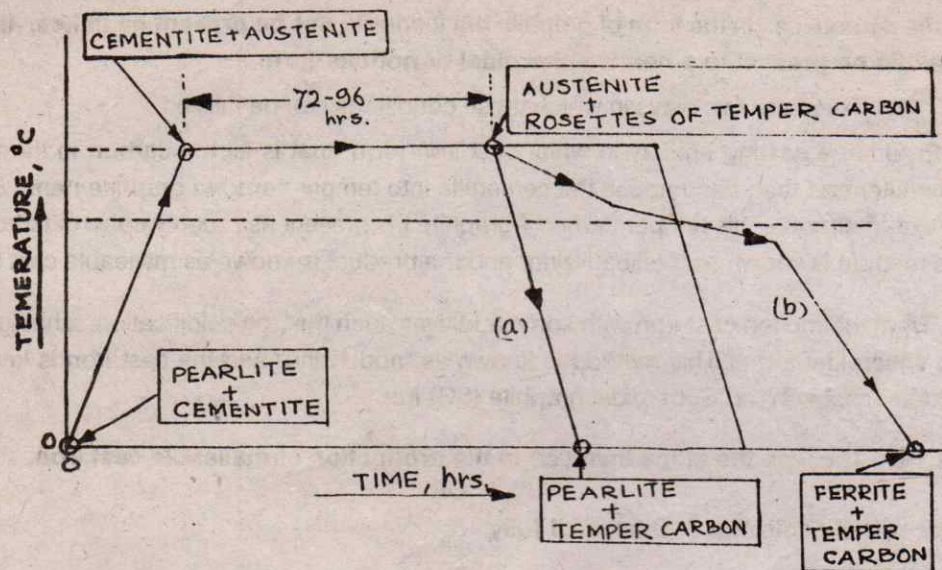 CEMENTITE + AUSTENITE
72-96
hrs.
AUSTENITE
ROSETTES OF TEMPER CARBON
TEMERATURE, °C
(a)
(b)
PEARLITE
+
CEMENTITE
0
0
TIME, hrs.
PEARLITE
+
TEMPER CARBON
FERRITE
+
TEMPER
CARBON